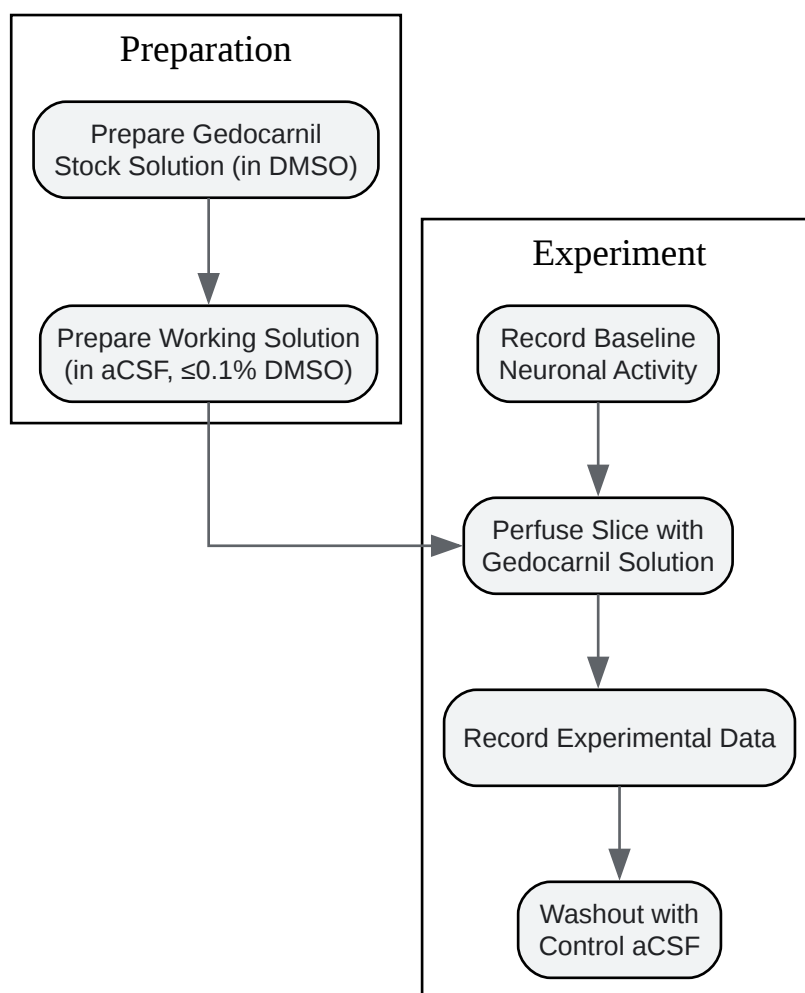 Preparation
Prepare Gedocarnil
Stock Solution (in DMSO)
Prepare Working Solution
(in aCSF, ≤0.1% DMSO)
Experiment
Record Baseline
Neuronal Activity
Perfuse Slice with
Gedocarnil Solution
Record Experimental Data
Washout with
Control aCSF